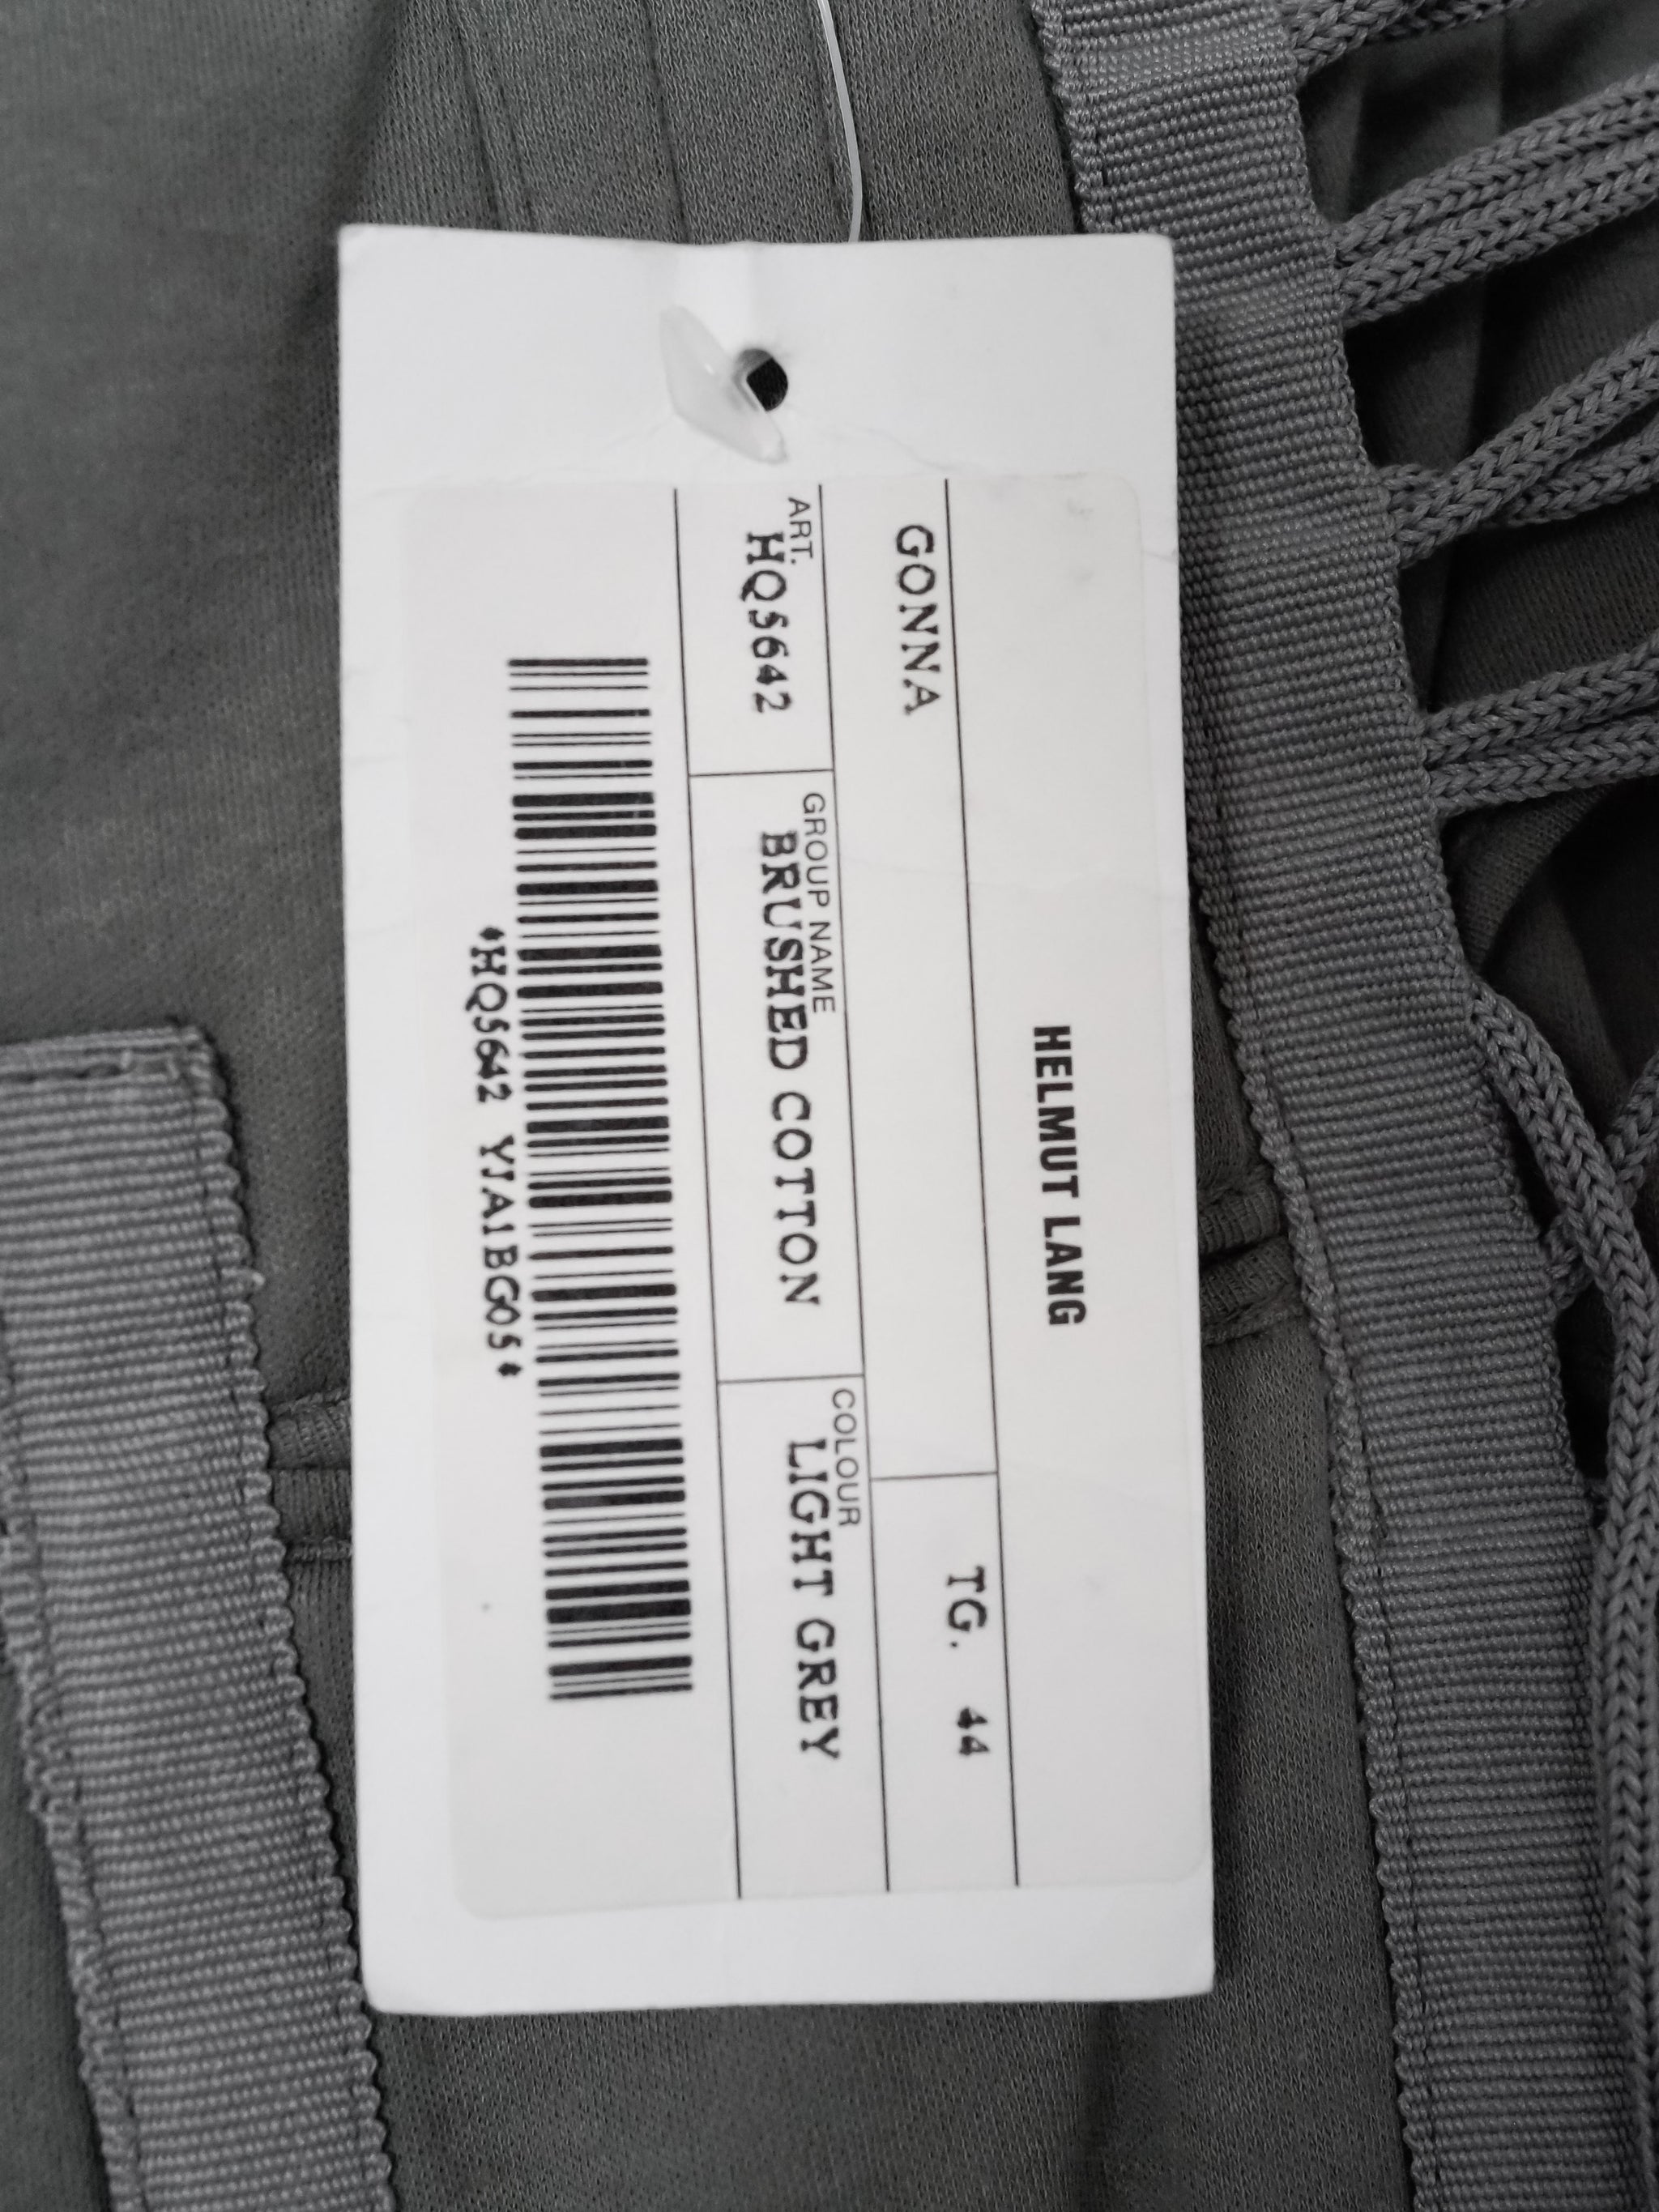 HELMUT LANG
GONNA TG. 44
ART. GROUP NAME COLOUR
HQ5642 BRUSHED COTTON LIGHT GREY
*HQ5642 YJA1BG05*